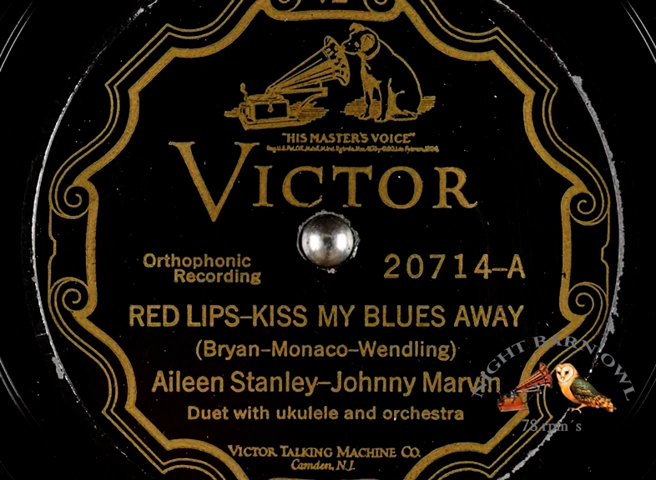 VE
"HIS MASTER'S VOICE"
VICTOR
Orthophonic
Recording
20714-A
RED LIPS-KISS MY BLUES AWAY
(Bryan-Monaco-Wendling)
Aileen Stanley-Johnny Marvin
Duet with ukulele and orchestra
NIGHT BARN OWL
78 rpm's
VICTOR TALKING MACHINE CO.
Camden, N.J.